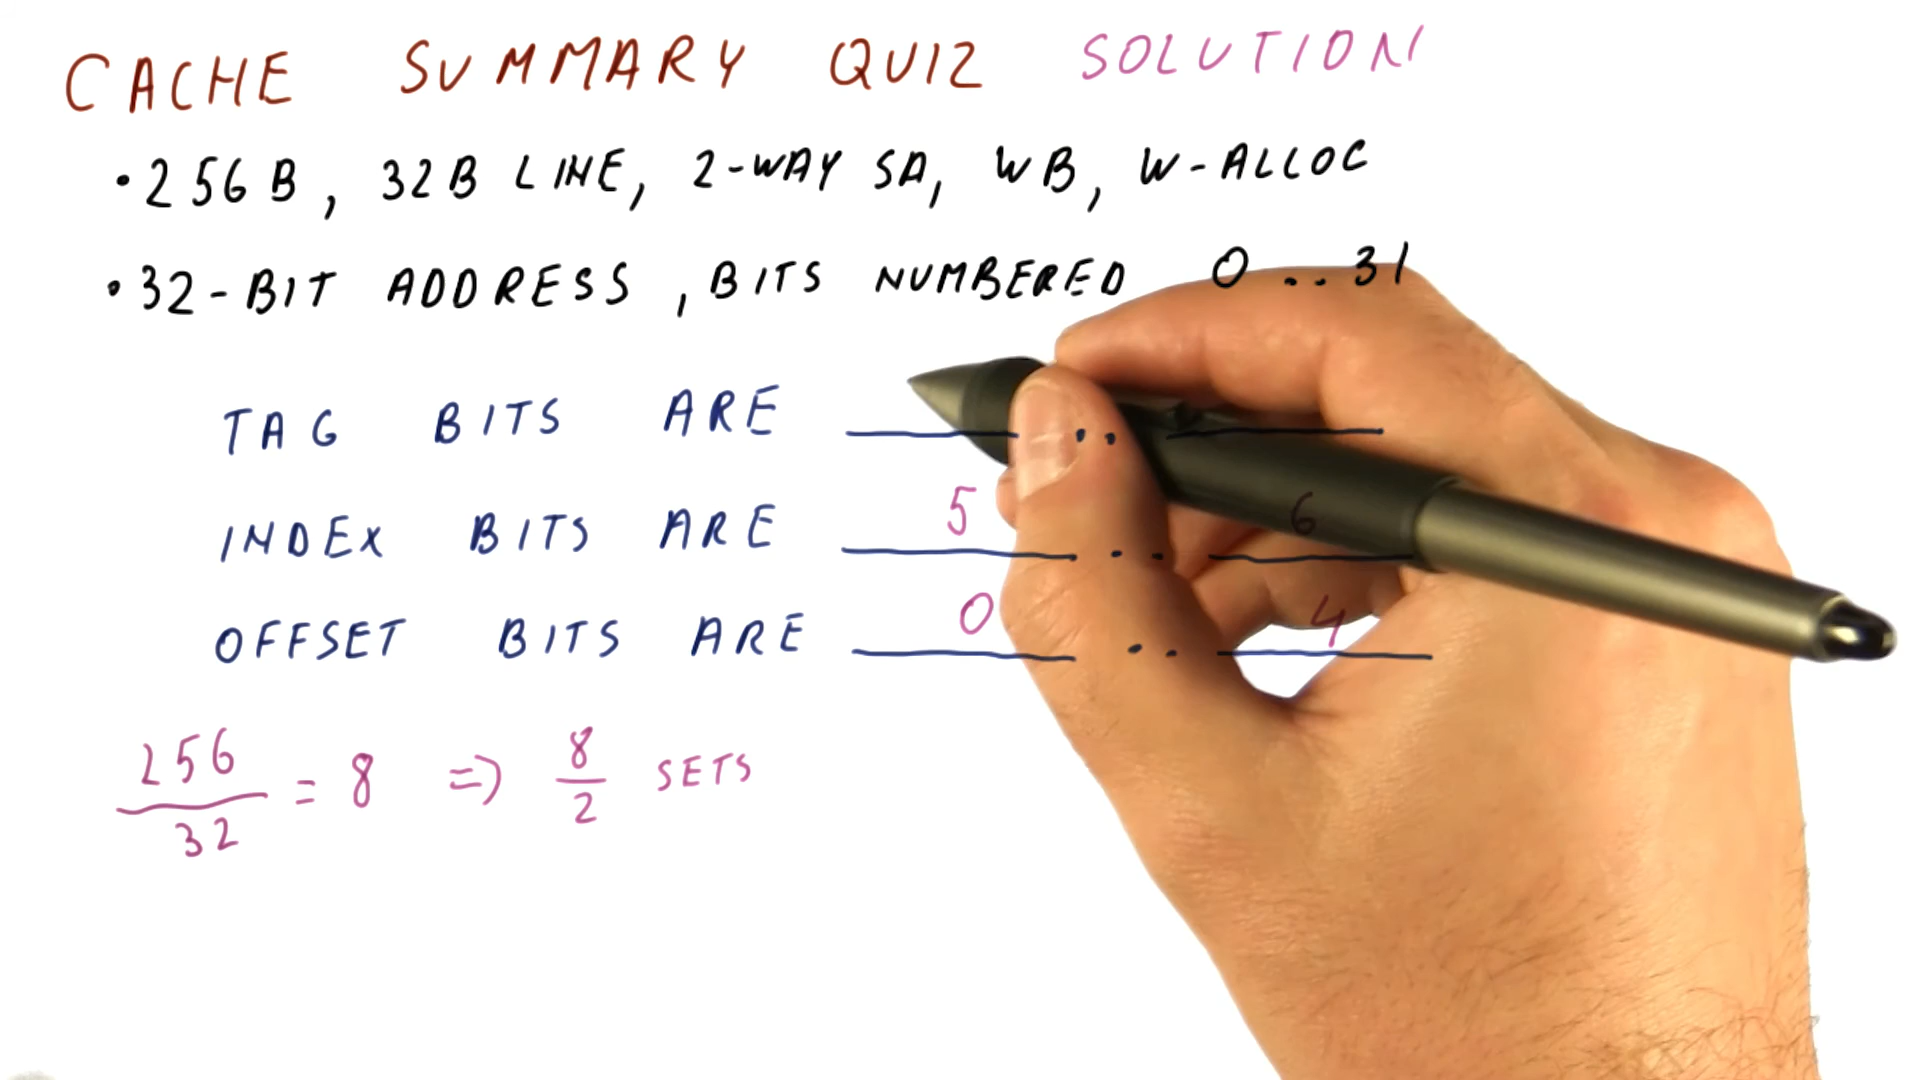 CACHE SUMMARY QUIZ SOLUTION
• 256B, 32B LINE, 2-WAY SA, WB, W-ALLOC
• 32-BIT ADDRESS, BITS NUMBERED 0..31
TAG BITS ARE ____ .. ____
INDEX BITS ARE 5 .. 6
OFFSET BITS ARE 0 .. 4
256/32 = 8 => 8/2 SETS